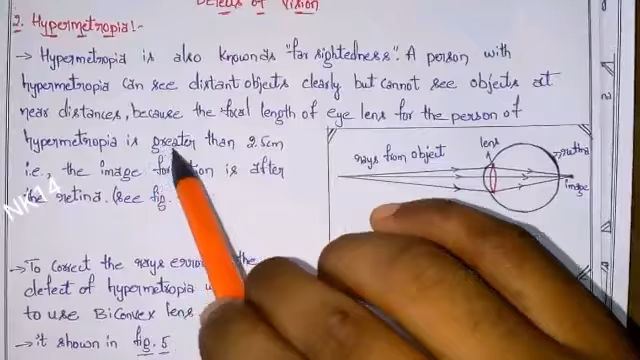 Defects of Vision
2. Hypermetropia!-
→ Hypermetropia is also known as "far sightedness". A person with
hypermetropia can see distant objects clearly but cannot see objects at
near distances, because the focal length of eye lens for the person of
hypermetropia is greater than 2.5cm
i.e., the image formation is after
the retina. (see fig.
→ To correct the rays error the
defect of hypermetropia
to use Biconvex lens
→ it shown in fig. 5
rays from object
lens
retina
image
NK14